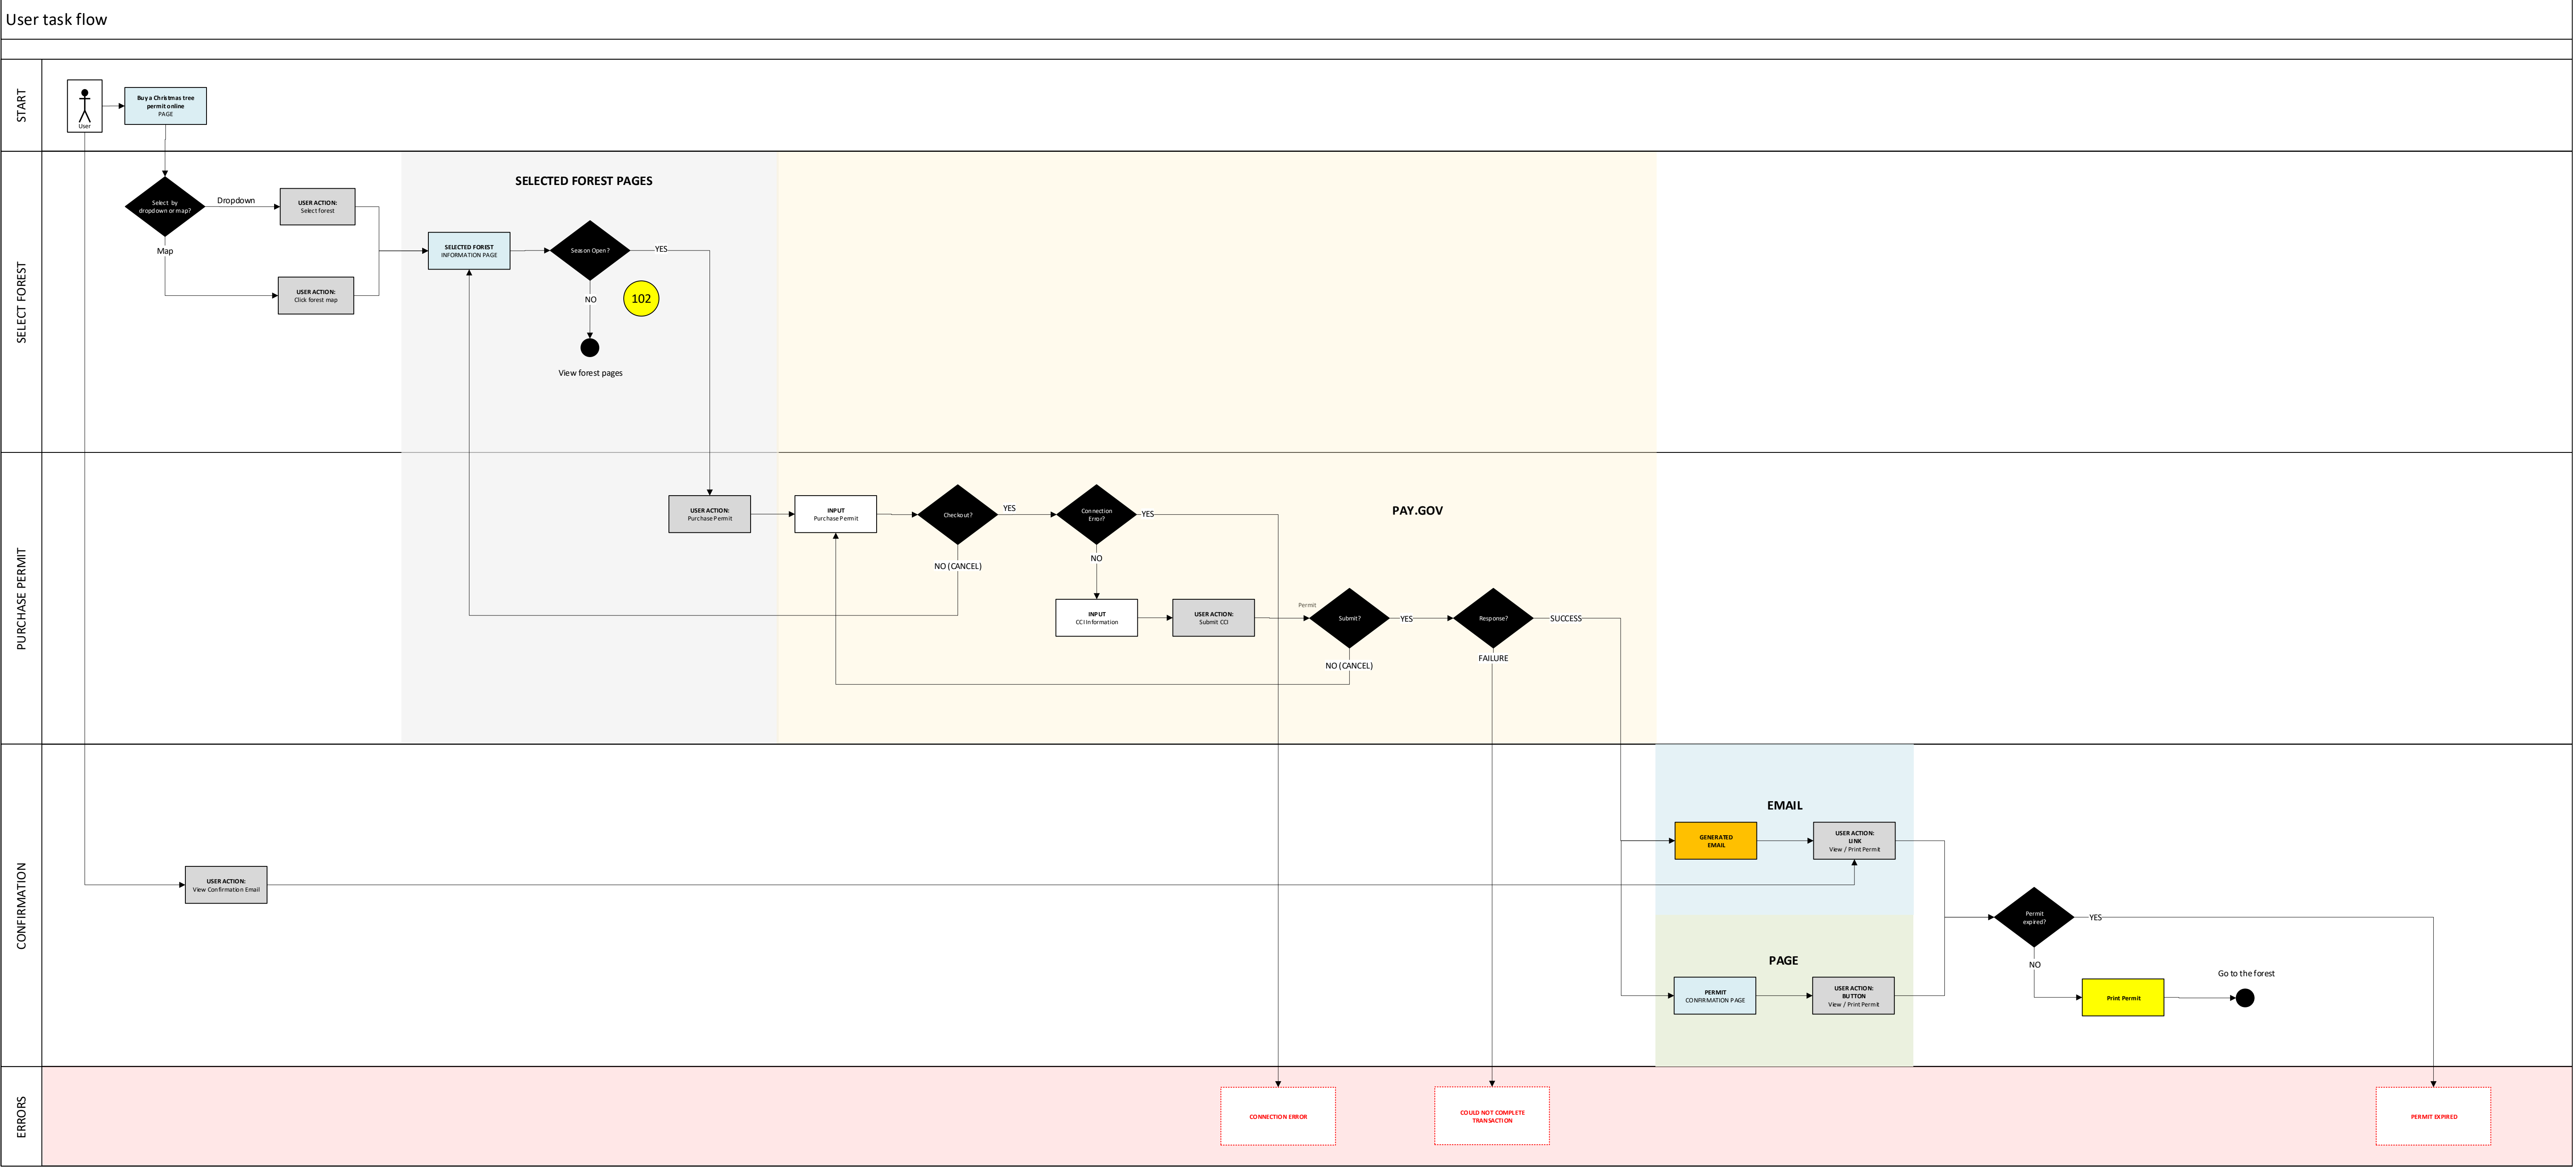 User task flow
START
User
Buy a Christmas tree
permit online
PAGE
SELECT FOREST
Select by
dropdown or map?
Dropdown
Map
USER ACTION:
Select forest
USER ACTION:
Click forest map
SELECTED FOREST PAGES
SELECTED FOREST
INFORMATION PAGE
Season Open?
YES
NO
102
View forest pages
PURCHASE PERMIT
USER ACTION:
Purchase Permit
INPUT
Purchase Permit
Checkout?
YES
NO (CANCEL)
Connection
Error?
YES
NO
PAY.GOV
INPUT
CCI Information
USER ACTION:
Submit CCI
Permit
Submit?
YES
NO (CANCEL)
Response?
SUCCESS
FAILURE
CONFIRMATION
USER ACTION:
View Confirmation Email
EMAIL
GENERATED
EMAIL
USER ACTION:
LINK
View / Print Permit
PAGE
PERMIT
CONFIRMATION PAGE
USER ACTION:
BUTTON
View / Print Permit
Permit
expired?
YES
NO
Print Permit
Go to the forest
ERRORS
CONNECTION ERROR
COULD NOT COMPLETE
TRANSACTION
PERMIT EXPIRED